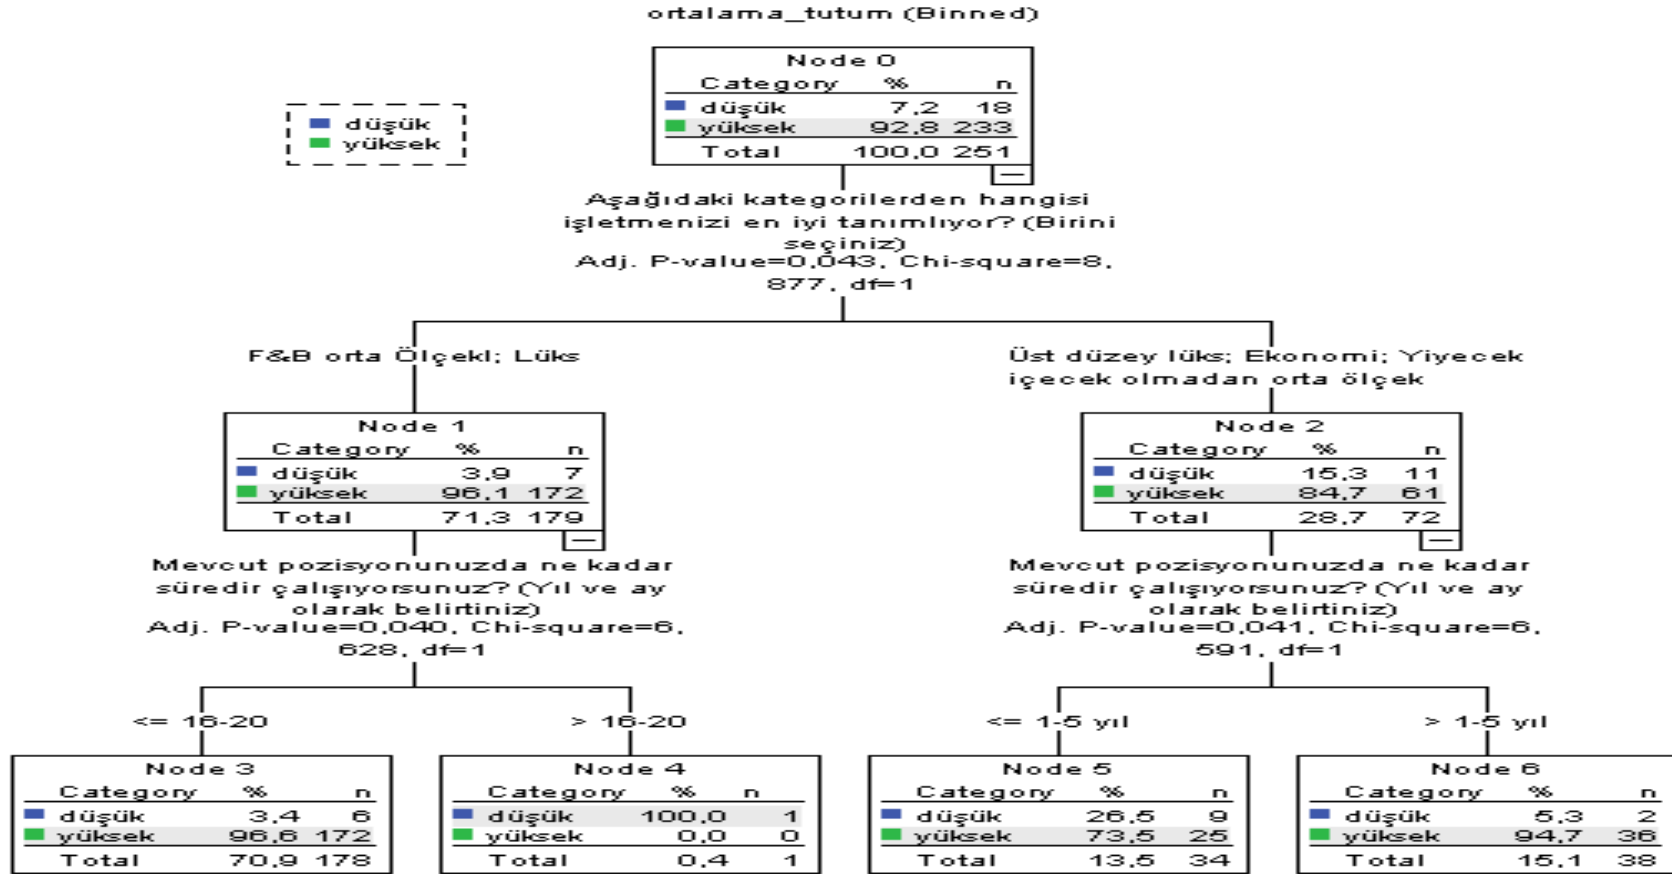 ortalama_tutum (Binned)
Node 0
Category % n
düşük 7,2 18
yüksek 92,8 233
Total 100,0 251
düşük
yüksek
Aşağıdaki kategorilerden hangisi
işletmenizi en iyi tanımlıyor? (Birini
seçiniz)
Adj. P-value=0,043, Chi-square=8,
877, df=1
F&B orta Ölçekl; Lüks
Üst düzey lüks; Ekonomi; Yiyecek
içecek olmadan orta ölçek
Node 1
Category % n
düşük 3,9 7
yüksek 96,1 172
Total 71,3 179
Node 2
Category % n
düşük 15,3 11
yüksek 84,7 61
Total 28,7 72
Mevcut pozisyonunuzda ne kadar
süredir çalışıyorsunuz? (Yıl ve ay
olarak belirtiniz)
Adj. P-value=0,040, Chi-square=6,
628, df=1
Mevcut pozisyonunuzda ne kadar
süredir çalışıyorsunuz? (Yıl ve ay
olarak belirtiniz)
Adj. P-value=0,041, Chi-square=6,
591, df=1
<= 16-20
> 16-20
<= 1-5 yıl
> 1-5 yıl
Node 3
Category % n
düşük 3,4 6
yüksek 96,6 172
Total 70,9 178
Node 4
Category % n
düşük 100,0 1
yüksek 0,0 0
Total 0,4 1
Node 5
Category % n
düşük 26,5 9
yüksek 73,5 25
Total 13,5 34
Node 6
Category % n
düşük 5,3 2
yüksek 94,7 36
Total 15,1 38